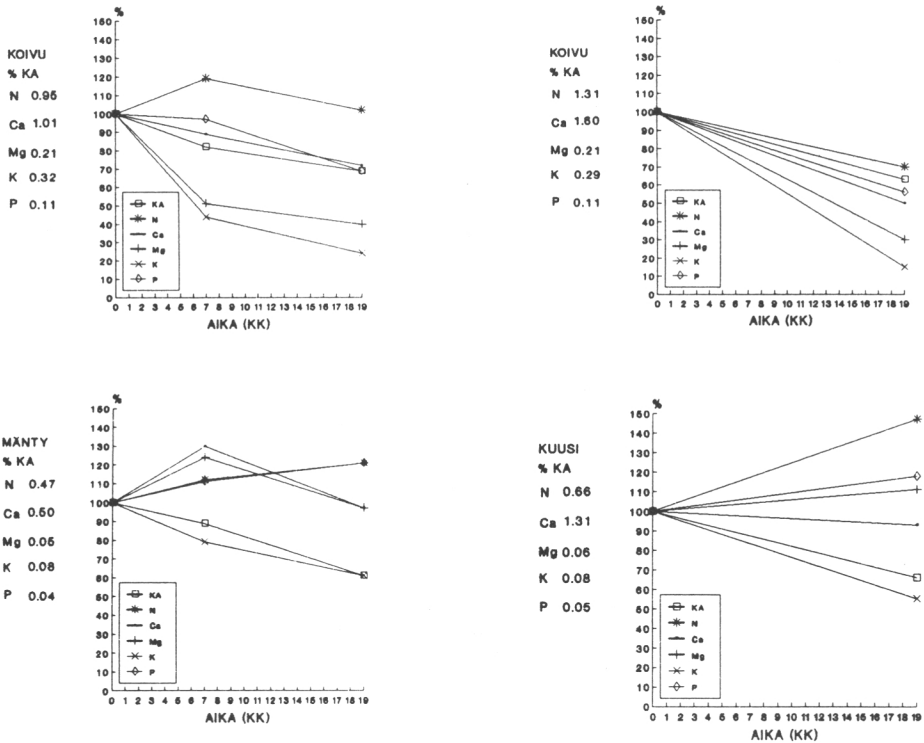 %
150
140
130
120
110
100
90
80
70
60
50
40
30
20
10
0
KOIVU
% KA
N 0.95
Ca 1.01
Mg 0.21
K 0.32
P 0.11
KA
N
Ca
Mg
K
P
0 1 2 3 4 5 6 7 8 9 10 11 12 13 14 15 16 17 18 19
AIKA (KK)
%
150
140
130
120
110
100
90
80
70
60
50
40
30
20
10
0
KOIVU
% KA
N 1.31
Ca 1.60
Mg 0.21
K 0.29
P 0.11
KA
N
Ca
Mg
K
P
0 1 2 3 4 5 6 7 8 9 10 11 12 13 14 15 16 17 18 19
AIKA (KK)
%
150
140
130
120
110
100
90
80
70
60
50
40
30
20
10
0
MÄNTY
% KA
N 0.47
Ca 0.50
Mg 0.05
K 0.08
P 0.04
KA
N
Ca
Mg
K
P
0 1 2 3 4 5 6 7 8 9 10 11 12 13 14 15 16 17 18 19
AIKA (KK)
%
150
140
130
120
110
100
90
80
70
60
50
40
30
20
10
0
KUUSI
% KA
N 0.66
Ca 1.31
Mg 0.06
K 0.08
P 0.05
KA
N
Ca
Mg
K
P
0 1 2 3 4 5 6 7 8 9 10 11 12 13 14 15 16 17 18 19
AIKA (KK)